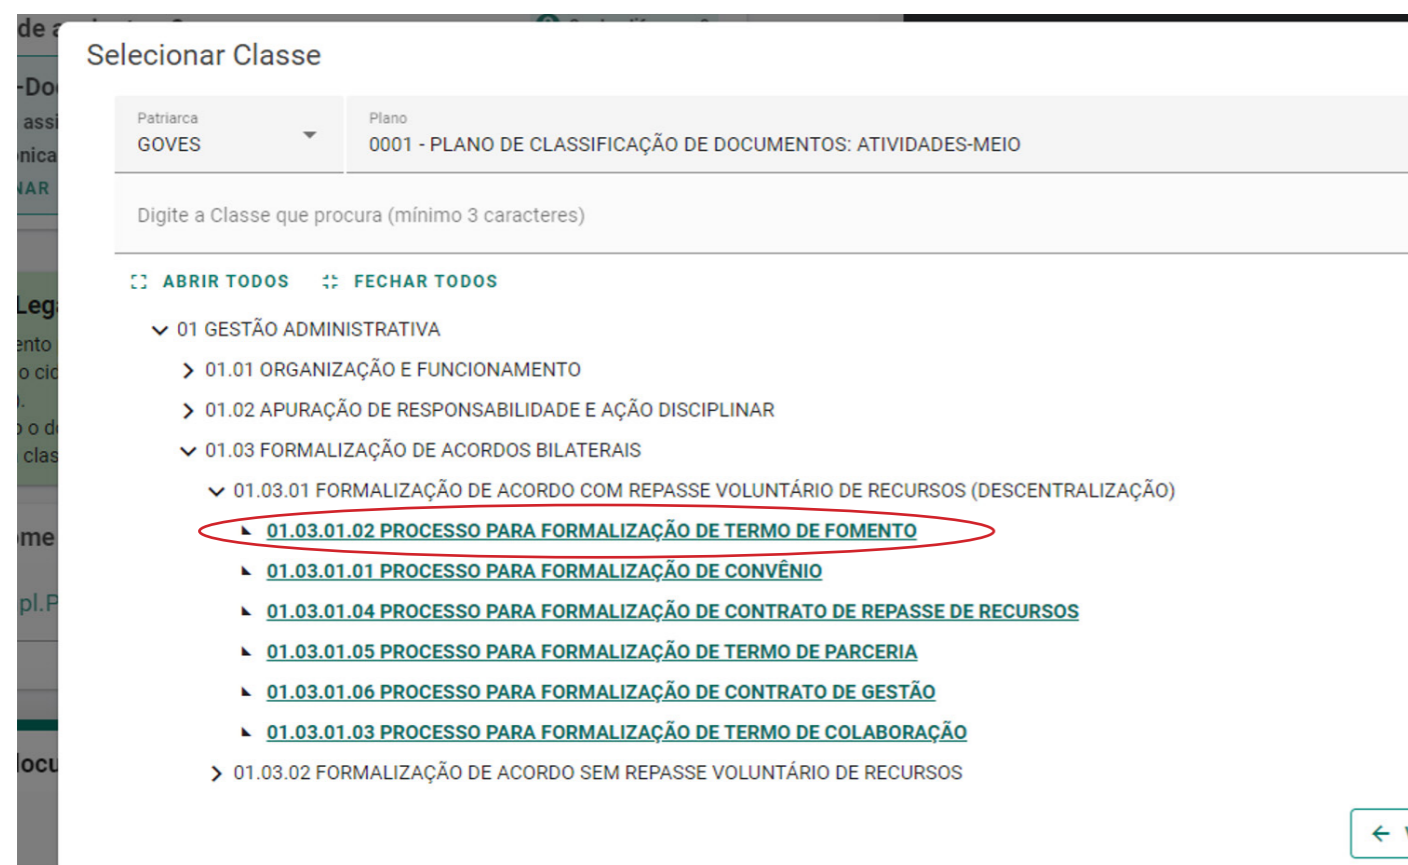 Selecionar Classe
-Do
assi
nica
Patriarca
GOVES
Plano
0001 - PLANO DE CLASSIFICAÇÃO DE DOCUMENTOS: ATIVIDADES-MEIO
Digite a Classe que procura (mínimo 3 caracteres)
ABRIR TODOS FECHAR TODOS
01 GESTÃO ADMINISTRATIVA
01.01 ORGANIZAÇÃO E FUNCIONAMENTO
01.02 APURAÇÃO DE RESPONSABILIDADE E AÇÃO DISCIPLINAR
01.03 FORMALIZAÇÃO DE ACORDOS BILATERAIS
01.03.01 FORMALIZAÇÃO DE ACORDO COM REPASSE VOLUNTÁRIO DE RECURSOS (DESCENTRALIZAÇÃO)
01.03.01.02 PROCESSO PARA FORMALIZAÇÃO DE TERMO DE FOMENTO
01.03.01.01 PROCESSO PARA FORMALIZAÇÃO DE CONVÊNIO
01.03.01.04 PROCESSO PARA FORMALIZAÇÃO DE CONTRATO DE REPASSE DE RECURSOS
01.03.01.05 PROCESSO PARA FORMALIZAÇÃO DE TERMO DE PARCERIA
01.03.01.06 PROCESSO PARA FORMALIZAÇÃO DE CONTRATO DE GESTÃO
01.03.01.03 PROCESSO PARA FORMALIZAÇÃO DE TERMO DE COLABORAÇÃO
01.03.02 FORMALIZAÇÃO DE ACORDO SEM REPASSE VOLUNTÁRIO DE RECURSOS